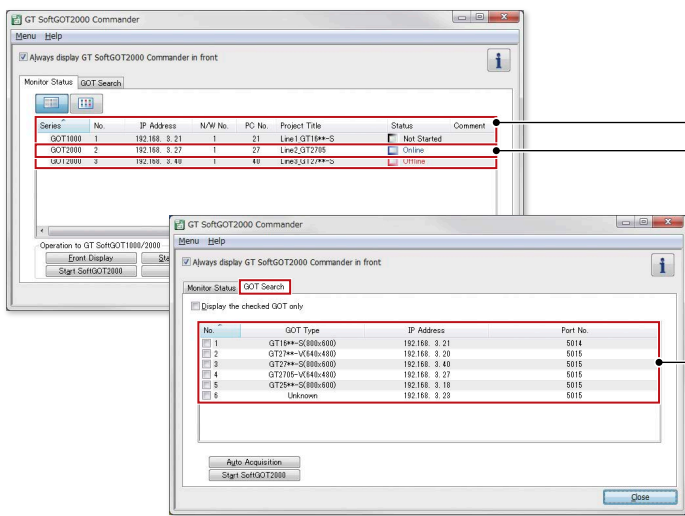 GT SoftGOT2000 Commander
Menu Help
Always display GT SoftGOT2000 Commander in front
Monitor Status GOT Search
Series No. IP Address N/W No. PC No. Project Title Status Comment
GOT1000 1 192.168. 3. 21 1 21 Line1_GT16**-S Not Started
GOT2000 2 192.168. 3. 27 1 27 Line2_GT2705 Online
GOT2000 3 192.168. 3. 40 1 40 Line3_GT27**-S Offline
Operation to GT SoftGOT1000/2000
Front Display Sta
Start SoftGOT2000
GT SoftGOT2000 Commander
Menu Help
Always display GT SoftGOT2000 Commander in front
Monitor Status GOT Search
Display the checked GOT only
No. GOT Type IP Address Port No.
1 GT16**-S(800x600) 192.168. 3. 21 5014
2 GT27**-V(640x480) 192.168. 3. 20 5015
3 GT27**-S(800x600) 192.168. 3. 40 5015
4 GT2705-V(640x480) 192.168. 3. 27 5015
5 GT25**-S(800x600) 192.168. 3. 18 5015
6 Unknown 192.168. 3. 23 5015
Auto Acquisition
Start SoftGOT2000
Close